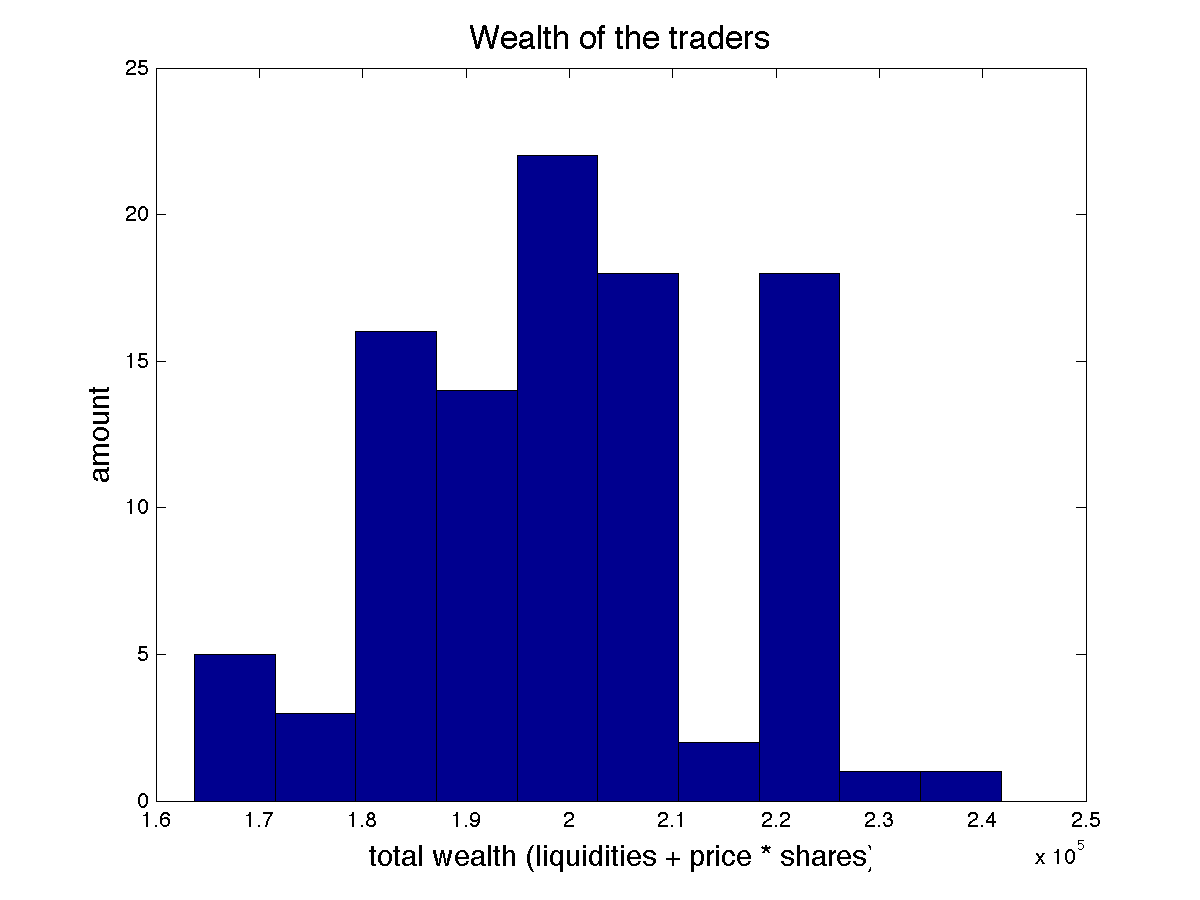 Wealth of the traders
25
20
15
10
5
0
amount
1.6 1.7 1.8 1.9 2 2.1 2.2 2.3 2.4 2.5
total wealth (liquidities + price * shares)
x 10^5